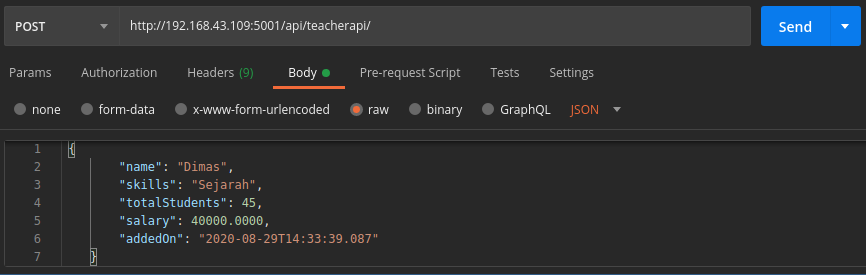 POST http://192.168.43.109:5001/api/teacherapi/ Send
Params Authorization Headers (9) Body Pre-request Script Tests Settings
none form-data x-www-form-urlencoded raw binary GraphQL JSON
1 {
2 "name": "Dimas",
3 "skills": "Sejarah",
4 "totalStudents": 45,
5 "salary": 40000.0000,
6 "addedOn": "2020-08-29T14:33:39.087"
7 }